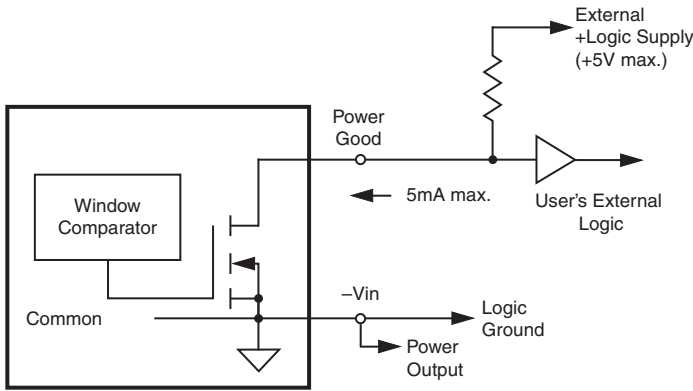 External
+Logic Supply
(+5V max.)
Power
Good
5mA max.
User's External
Logic
Window
Comparator
Common
–Vin
Logic
Ground
Power
Output